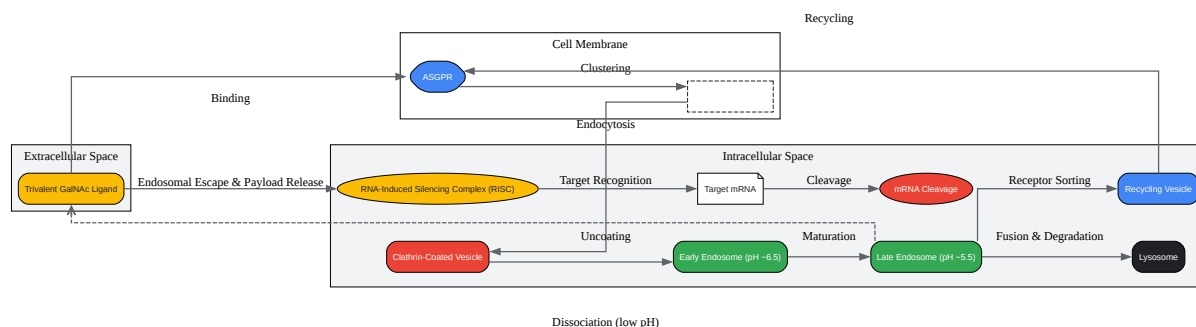 Recycling
Cell Membrane
ASGPR
Clustering
Binding
Endocytosis
Extracellular Space
Intracellular Space
Trivalent GalNAc Ligand
Endosomal Escape & Payload Release
RNA-Induced Silencing Complex (RISC)
Target Recognition
Target mRNA
Cleavage
mRNA Cleavage
Receptor Sorting
Recycling Vesicle
Clathrin-Coated Vesicle
Uncoating
Early Endosome (pH ~6.5)
Maturation
Late Endosome (pH ~5.5)
Fusion & Degradation
Lysosome
Dissociation (low pH)